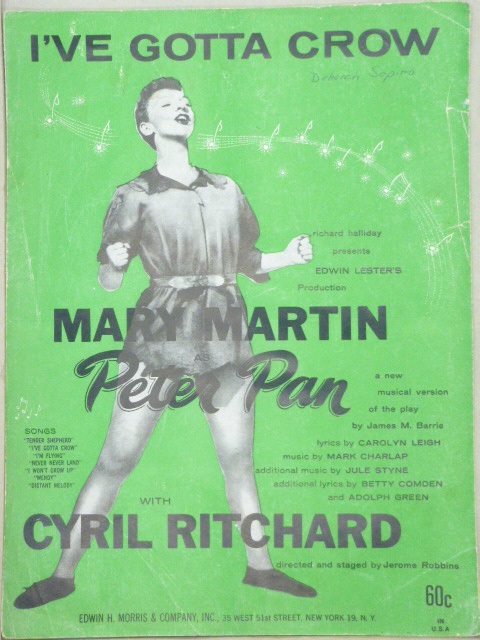 I'VE GOTTA CROW
Deborah Sapiro
richard halliday
presents
EDWIN LESTER'S
Production
MARY MARTIN
AS
Peter Pan
a new
musical version
of the play
by James M. Barrie
lyrics by CAROLYN LEIGH
music by MARK CHARLAP
additional music by JULE STYNE
additional lyrics by BETTY COMDEN
and ADOLPH GREEN
SONGS
"TENDER SHEPHERD"
"I'VE GOTTA CROW"
"I'M FLYING"
"NEVER NEVER LAND"
"I WON'T GROW UP"
"WENDY"
"DISTANT MELODY"
WITH
CYRIL RITCHARD
directed and staged by Jerome Robbins
60c
IN
U.S.A
EDWIN H. MORRIS & COMPANY, INC., 35 WEST 51st STREET, NEW YORK 19, N. Y.